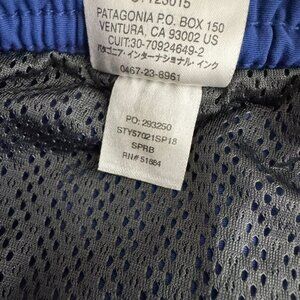 PATAGONIA P.O. BOX 150
VENTURA, CA 93002 US
CUIT:30-70924649-2
パタゴニア・インターナショナル・インク
0467-23-8961
PO: 293250
STY57021SP18
SPRB
RN# 51884